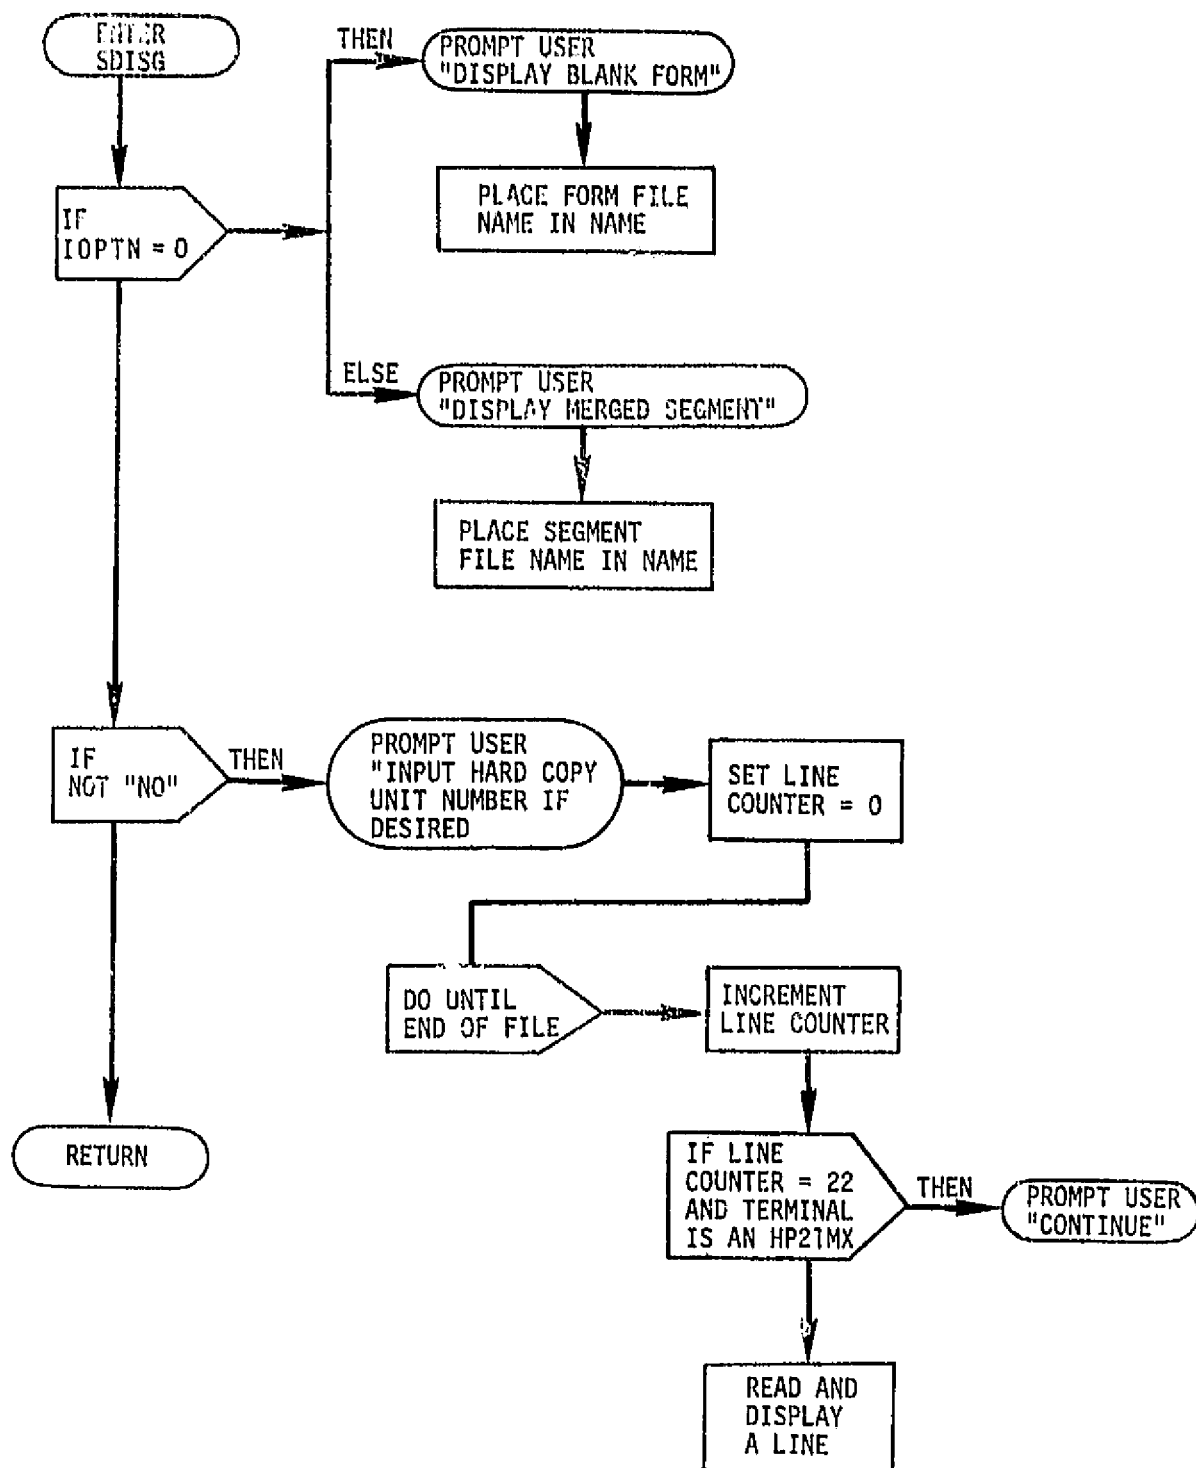 ENTER
SDISG
THEN
PROMPT USER
"DISPLAY BLANK FORM"
PLACE FORM FILE
NAME IN NAME
IF
IOPTN = 0
ELSE
PROMPT USER
"DISPLAY MERGED SEGMENT"
PLACE SEGMENT
FILE NAME IN NAME
IF
NOT "NO"
THEN
PROMPT USER
"INPUT HARD COPY
UNIT NUMBER IF
DESIRED
SET LINE
COUNTER = 0
DO UNTIL
END OF FILE
INCREMENT
LINE COUNTER
RETURN
IF LINE
COUNTER = 22
AND TERMINAL
IS AN HP21MX
THEN
PROMPT USER
"CONTINUE"
READ AND
DISPLAY
A LINE